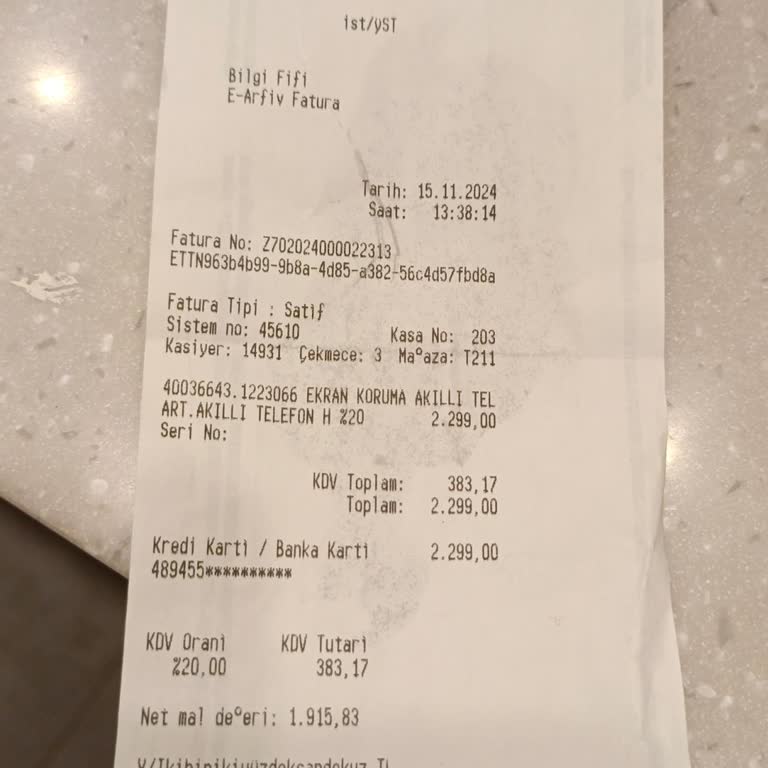 ist/yST
Bilgi Fifi
E-Arfiv Fatura
Tarih: 15.11.2024
Saat: 13:38:14
Fatura No: Z702024000022313
ETTN963b4b99-9b8a-4d85-a382-56c4d57fbd8a
Fatura Tipi : Satif
Sistem no: 45610 Kasa No: 203
Kasiyer: 14931 Çekmece: 3 Ma°aza: T211
40036643.1223066 EKRAN KORUMA AKILLI TEL
ART.AKILLI TELEFON H %20 2.299,00
Seri No:
KDV Toplam: 383,17
Toplam: 2.299,00
Kredi Karti / Banka Karti 2.299,00
489455**********
KDV Orani KDV Tutari
%20,00 383,17
Net mal de°eri: 1.915,83